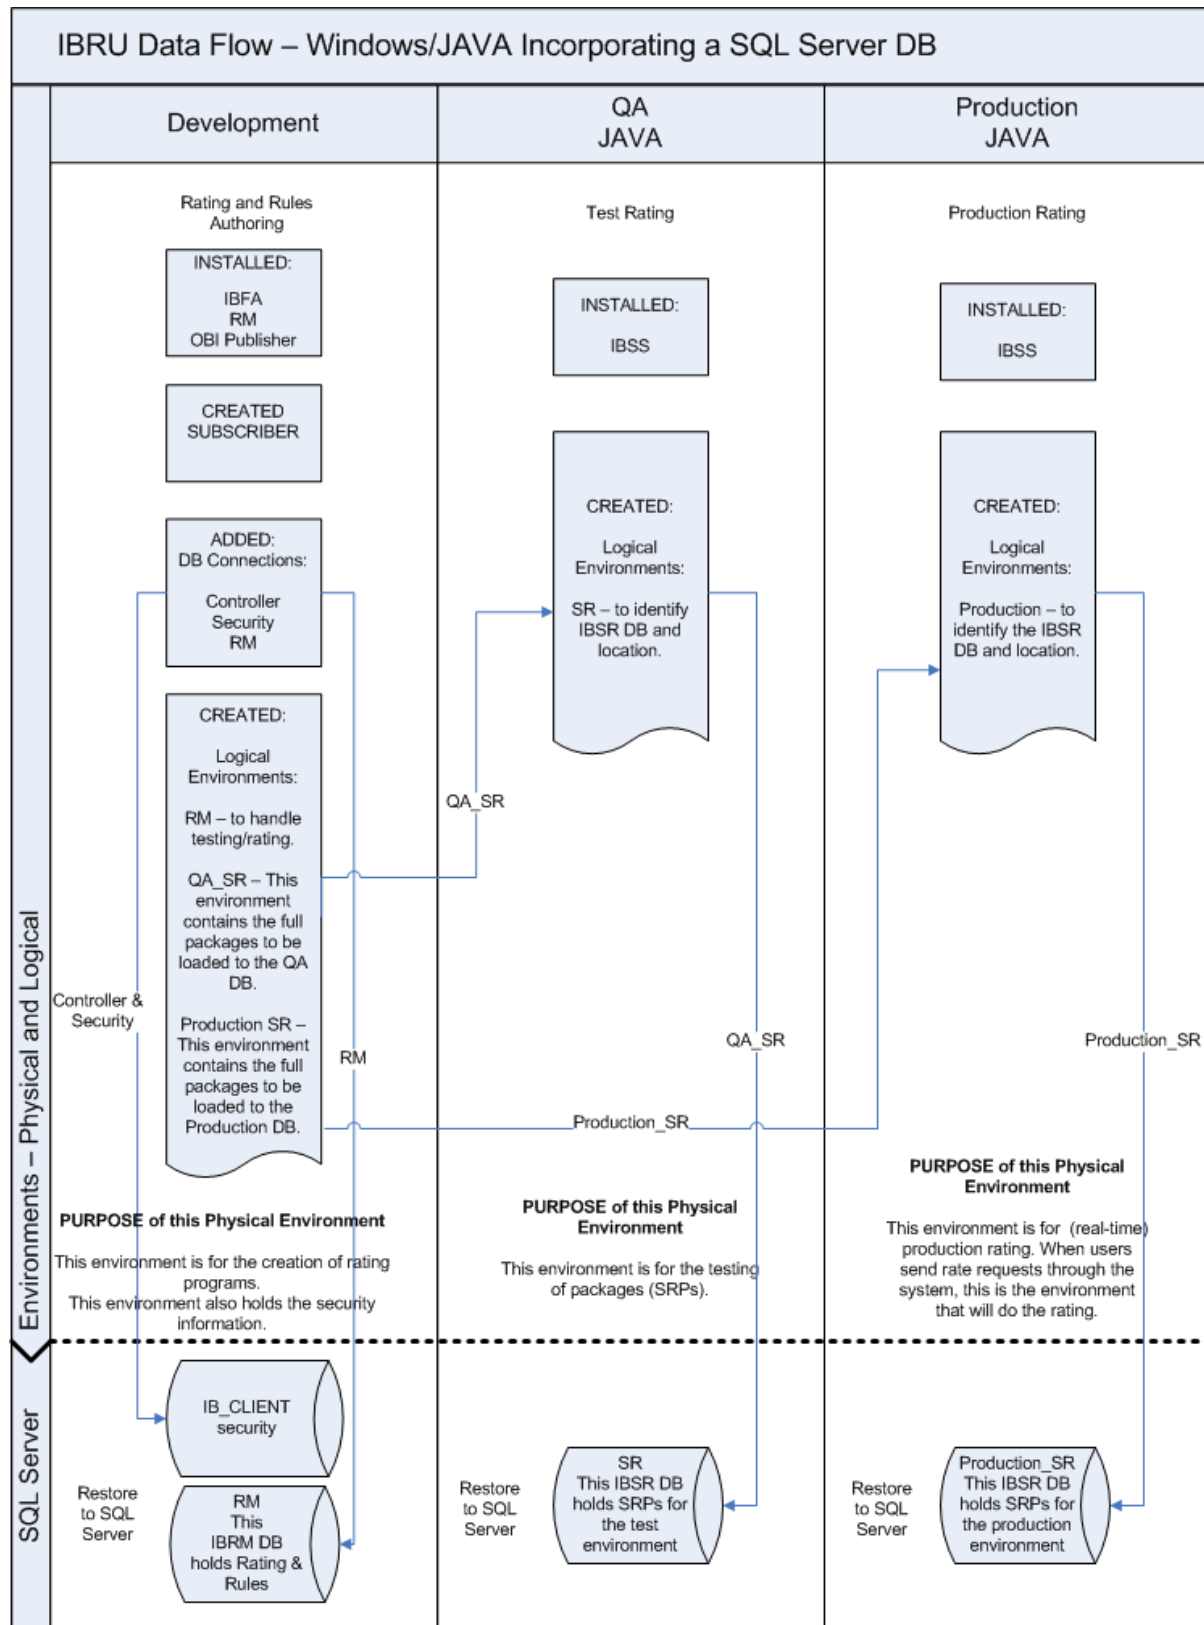 IBRU Data Flow – Windows/JAVA Incorporating a SQL Server DB
Environments – Physical and Logical
SQL Server
Development
Rating and Rules
Authoring
INSTALLED:
IBFA
RM
OBI Publisher
CREATED
SUBSCRIBER
ADDED:
DB Connections:
Controller
Security
RM
CREATED:
Logical
Environments:
RM – to handle
testing/rating.
QA_SR – This
environment
contains the full
packages to be
loaded to the QA
DB.
Production SR –
This environment
contains the full
packages to be
loaded to the
Production DB.
Controller &
Security
RM
QA_SR
Production_SR
PURPOSE of this Physical Environment
This environment is for the creation of rating
programs.
This environment also holds the security
information.
IB_CLIENT
security
Restore
to SQL
Server
RM
This
IBRM DB
holds Rating &
Rules
QA
JAVA
Test Rating
INSTALLED:
IBSS
CREATED:
Logical
Environments:
SR – to identify
IBSR DB and
location.
QA_SR
PURPOSE of this Physical
Environment
This environment is for the testing
of packages (SRPs).
Restore
to SQL
Server
SR
This IBSR DB
holds SRPs for
the test
environment
Production
JAVA
Production Rating
INSTALLED:
IBSS
CREATED:
Logical
Environments:
Production – to
identify the IBSR
DB and location.
Production_SR
PURPOSE of this Physical
Environment
This environment is for (real-time)
production rating. When users
send rate requests through the
system, this is the environment
that will do the rating.
Restore
to SQL
Server
Production_SR
This IBSR DB
holds SRPs for
the production
environment